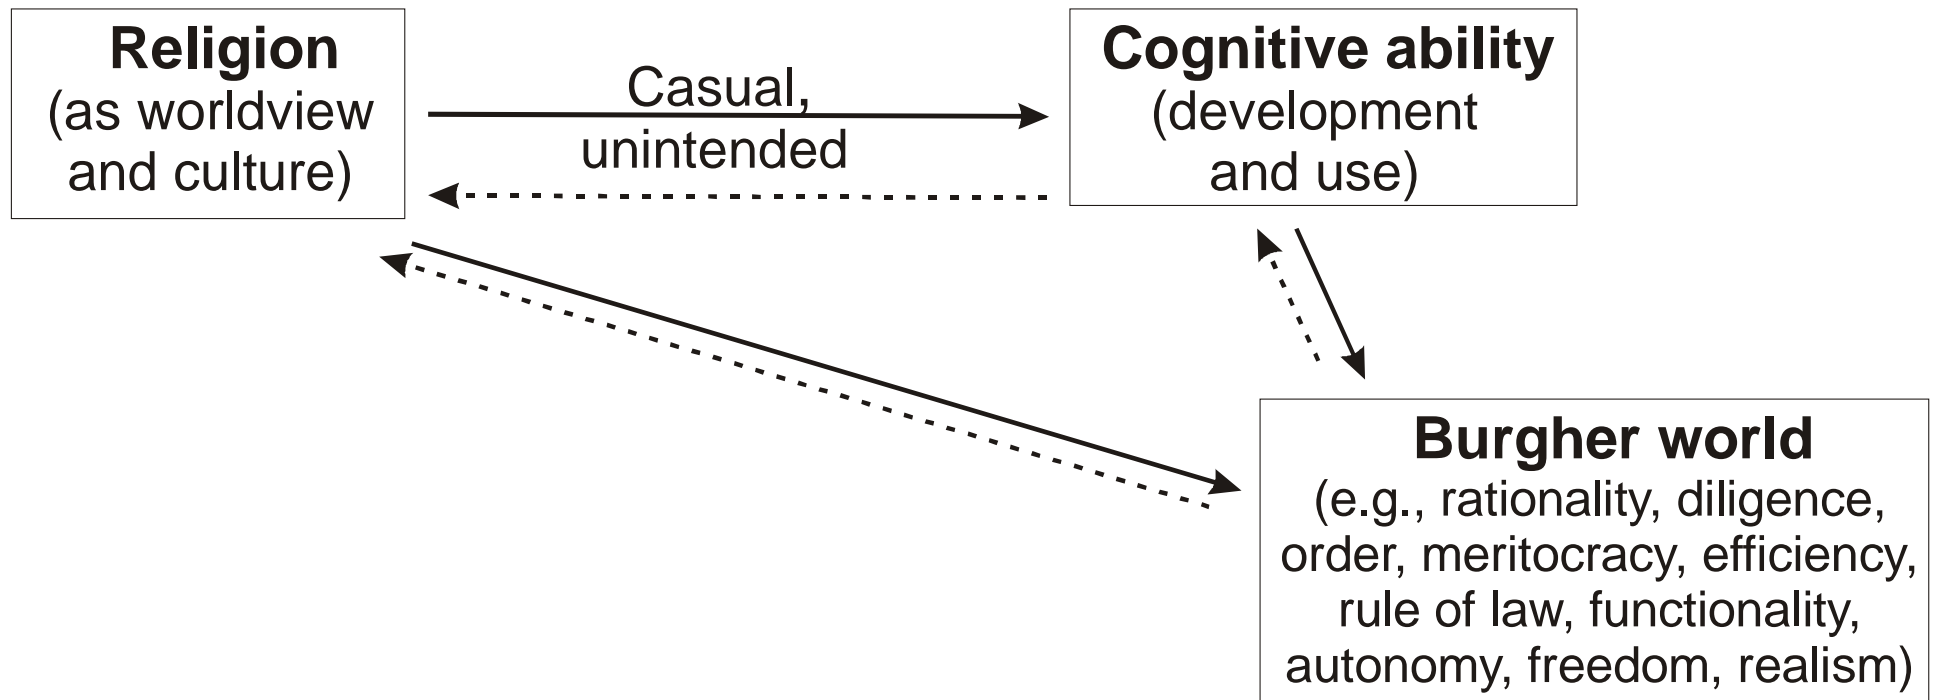 Religion
(as worldview
and culture)
Casual,
unintended
Cognitive ability
(development
and use)
Burgher world
(e.g., rationality, diligence,
order, meritocracy, efficiency,
rule of law, functionality,
autonomy, freedom, realism)